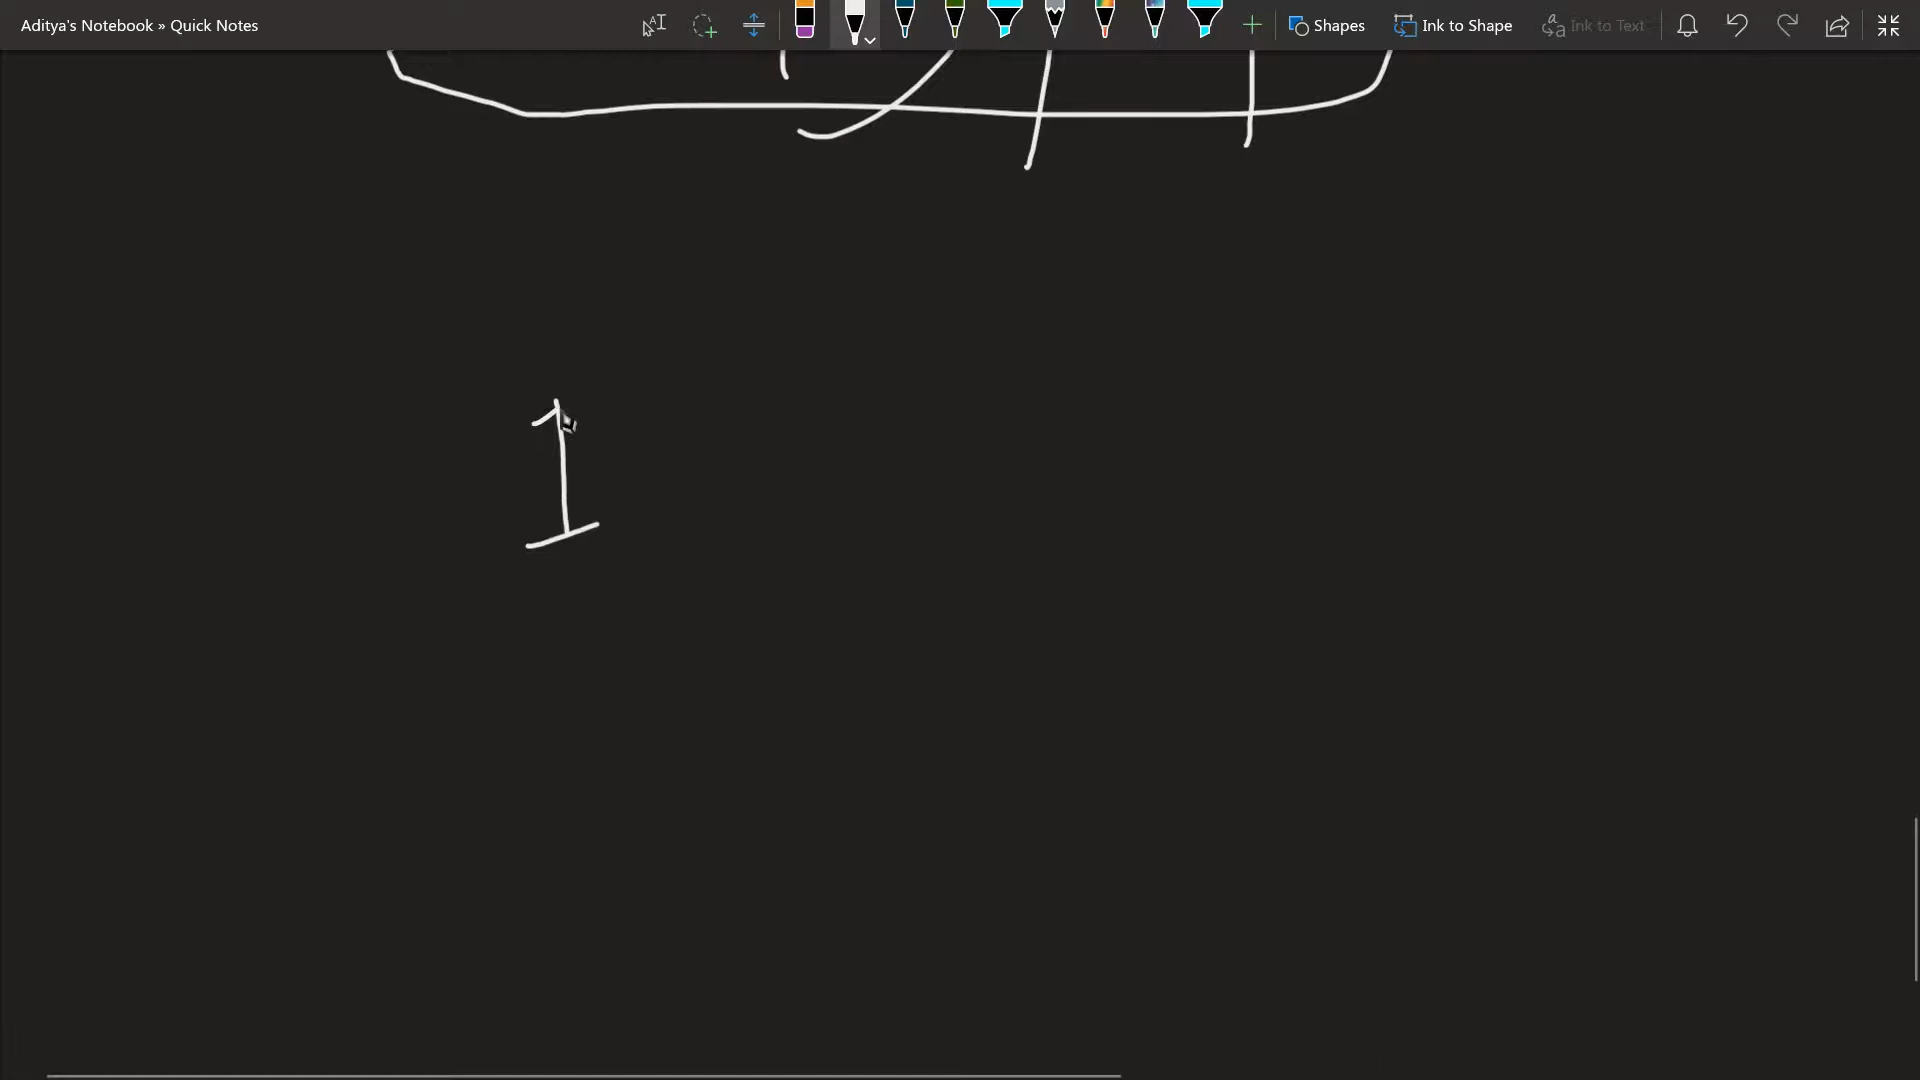 Aditya's Notebook » Quick Notes
Shapes
Ink to Shape
Ink to Text
1